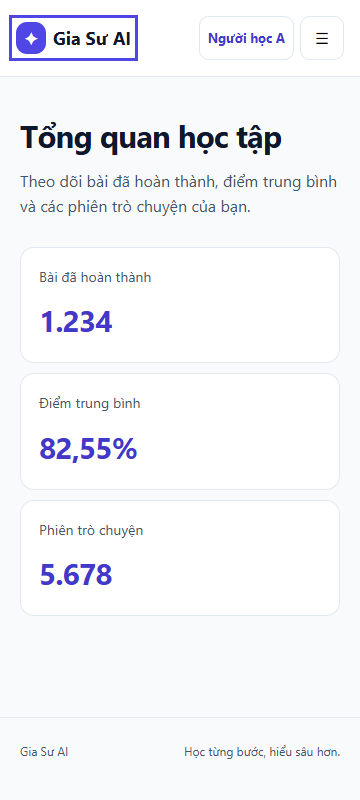 Gia Sư AI
Người học A
Tổng quan học tập
Theo dõi bài đã hoàn thành, điểm trung bình
và các phiên trò chuyện của bạn.
Bài đã hoàn thành
1.234
Điểm trung bình
82,55%
Phiên trò chuyện
5.678
Gia Sư AI
Học từng bước, hiểu sâu hơn.